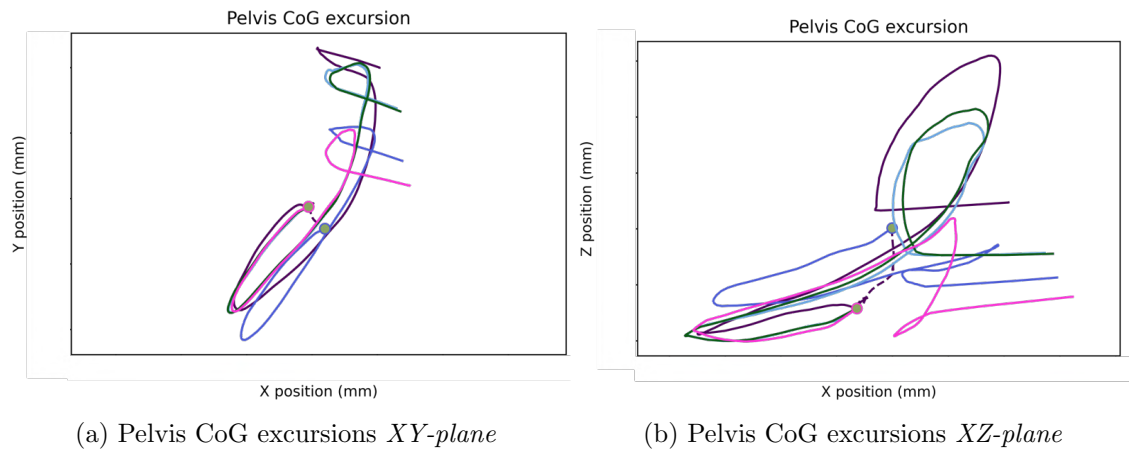 Pelvis CoG excursion
Y position (mm)
X position (mm)
(a) Pelvis CoG excursions XY-plane
Pelvis CoG excursion
Z position (mm)
X position (mm)
(b) Pelvis CoG excursions XZ-plane